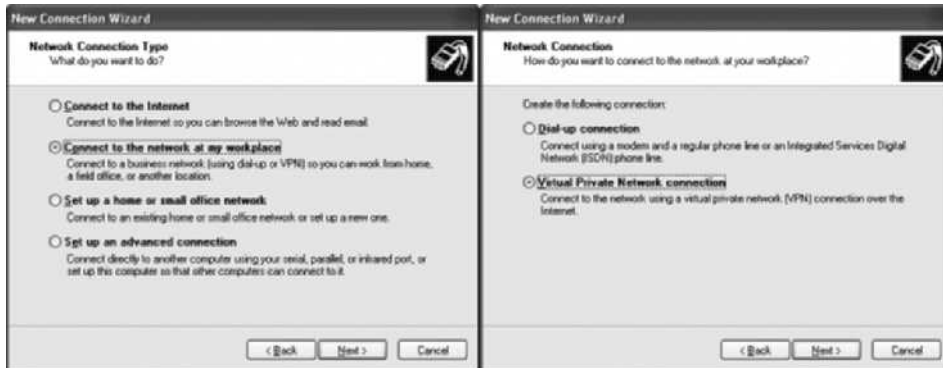 New Connection Wizard
Network Connection Type
What do you want to do?
Connect to the Internet
Connect to the Internet so you can browse the Web and read email.
Connect to the network at my workplace
Connect to a business network (using dial-up or VPN) so you can work from home,
a field office, or another location.
Set up a home or small office network
Connect to an existing home or small office network or set up a new one.
Set up an advanced connection
Connect directly to another computer using your serial, parallel, or infrared port, or
set up this computer so that other computers can connect to it.
< Back
Next >
Cancel
New Connection Wizard
Network Connection
How do you want to connect to the network at your workplace?
Create the following connection:
Dial-up connection
Connect using a modem and a regular phone line or an Integrated Services Digital
Network (ISDN) phone line.
Virtual Private Network connection
Connect to the network using a virtual private network (VPN) connection over the
Internet.
< Back
Next >
Cancel